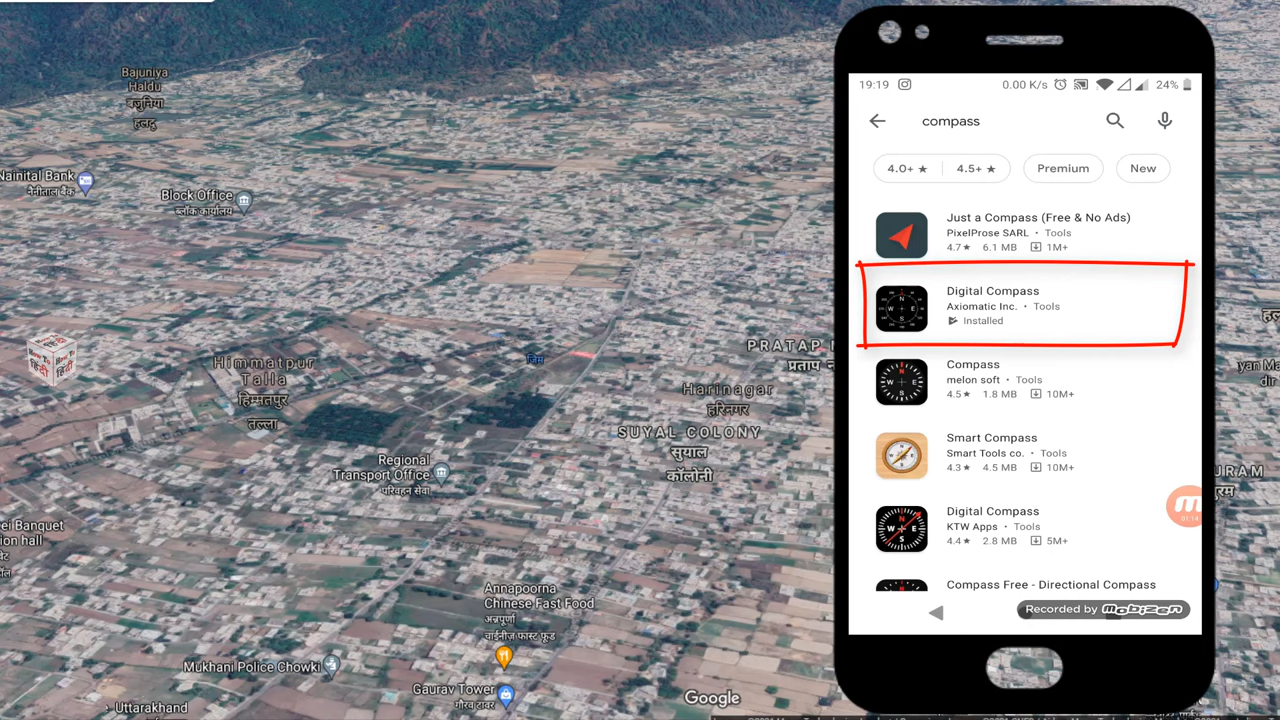 Bajuniya
Haldu
बजुनिया
हलदु
Nainital Bank
नैनीताल बैंक
Block Office
ब्लॉक कार्यालय
Himmatpur
Talla
हिम्मतपुर
तल्ला
जिम
PRATAP
प्रताप
Harinagar
हरिनगर
SUYAL COLONY
सुयाल
कॉलोनी
Regional
Transport Office
परिवहन सेवा
Banquet
hall
Annapoorna
Chinese Fast Food
अन्नपूर्णा
चाईनीज फास्ट फूड
Mukhani Police Chowki
Gaurav Tower
गौरव टावर
Uttarakhand
Google
19:19
0.00 K/s
24%
compass
4.0+ ★
4.5+ ★
Premium
New
Just a Compass (Free & No Ads)
PixelProse SARL • Tools
4.7★ 6.1 MB 1M+
Digital Compass
Axiomatic Inc. • Tools
Installed
Compass
melon soft • Tools
4.5★ 1.8 MB 10M+
Smart Compass
Smart Tools co. • Tools
4.3★ 4.5 MB 10M+
Digital Compass
KTW Apps • Tools
4.4★ 2.8 MB 5M+
Compass Free - Directional Compass
01:14
Recorded by mobizen